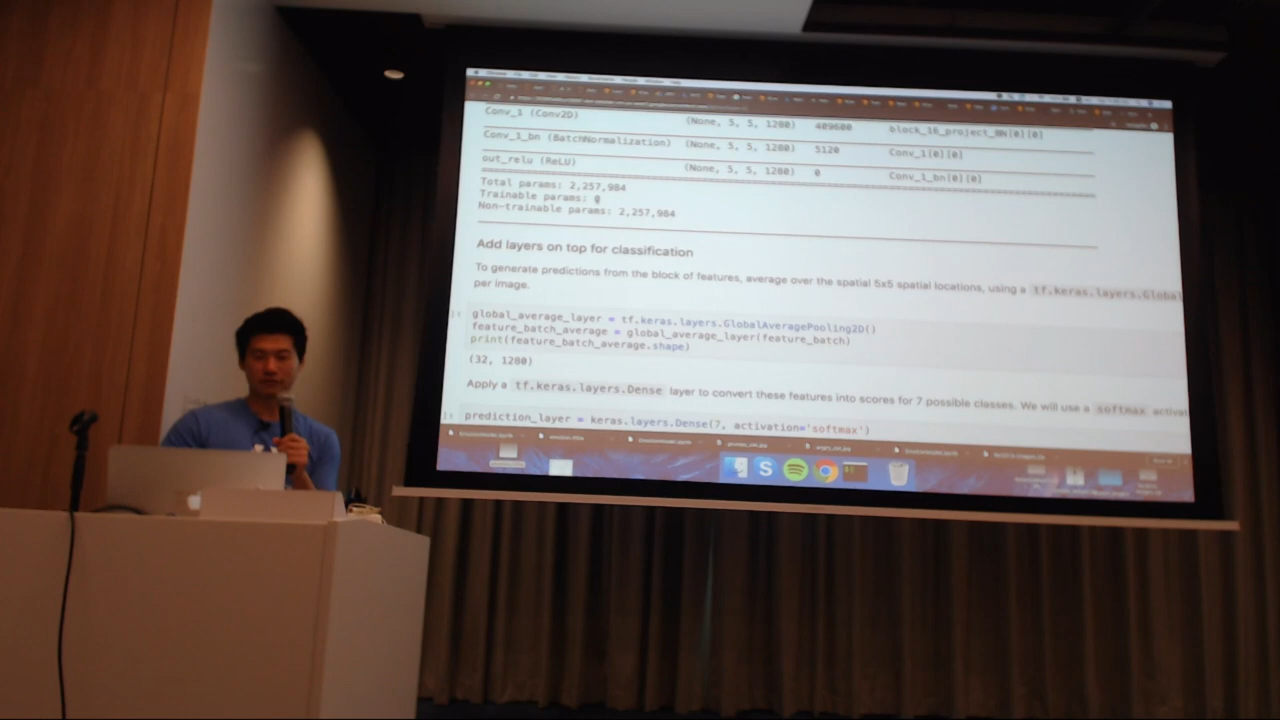 Conv_1 (Conv2D) (None, 5, 5, 1280) 409600 block_16_project_BN[0][0]
Conv_1_bn (BatchNormalization) (None, 5, 5, 1280) 5120 Conv_1[0][0]
out_relu (ReLU) (None, 5, 5, 1280) 0 Conv_1_bn[0][0]
Total params: 2,257,984
Trainable params: 0
Non-trainable params: 2,257,984
Add layers on top for classification
To generate predictions from the block of features, average over the spatial 5x5 spatial locations, using a tf.keras.layers.Global
per image.
global_average_layer = tf.keras.layers.GlobalAveragePooling2D()
feature_batch_average = global_average_layer(feature_batch)
print(feature_batch_average.shape)
(32, 1280)
Apply a tf.keras.layers.Dense layer to convert these features into scores for 7 possible classes. We will use a softmax activat
prediction_layer = keras.layers.Dense(7, activation='softmax')